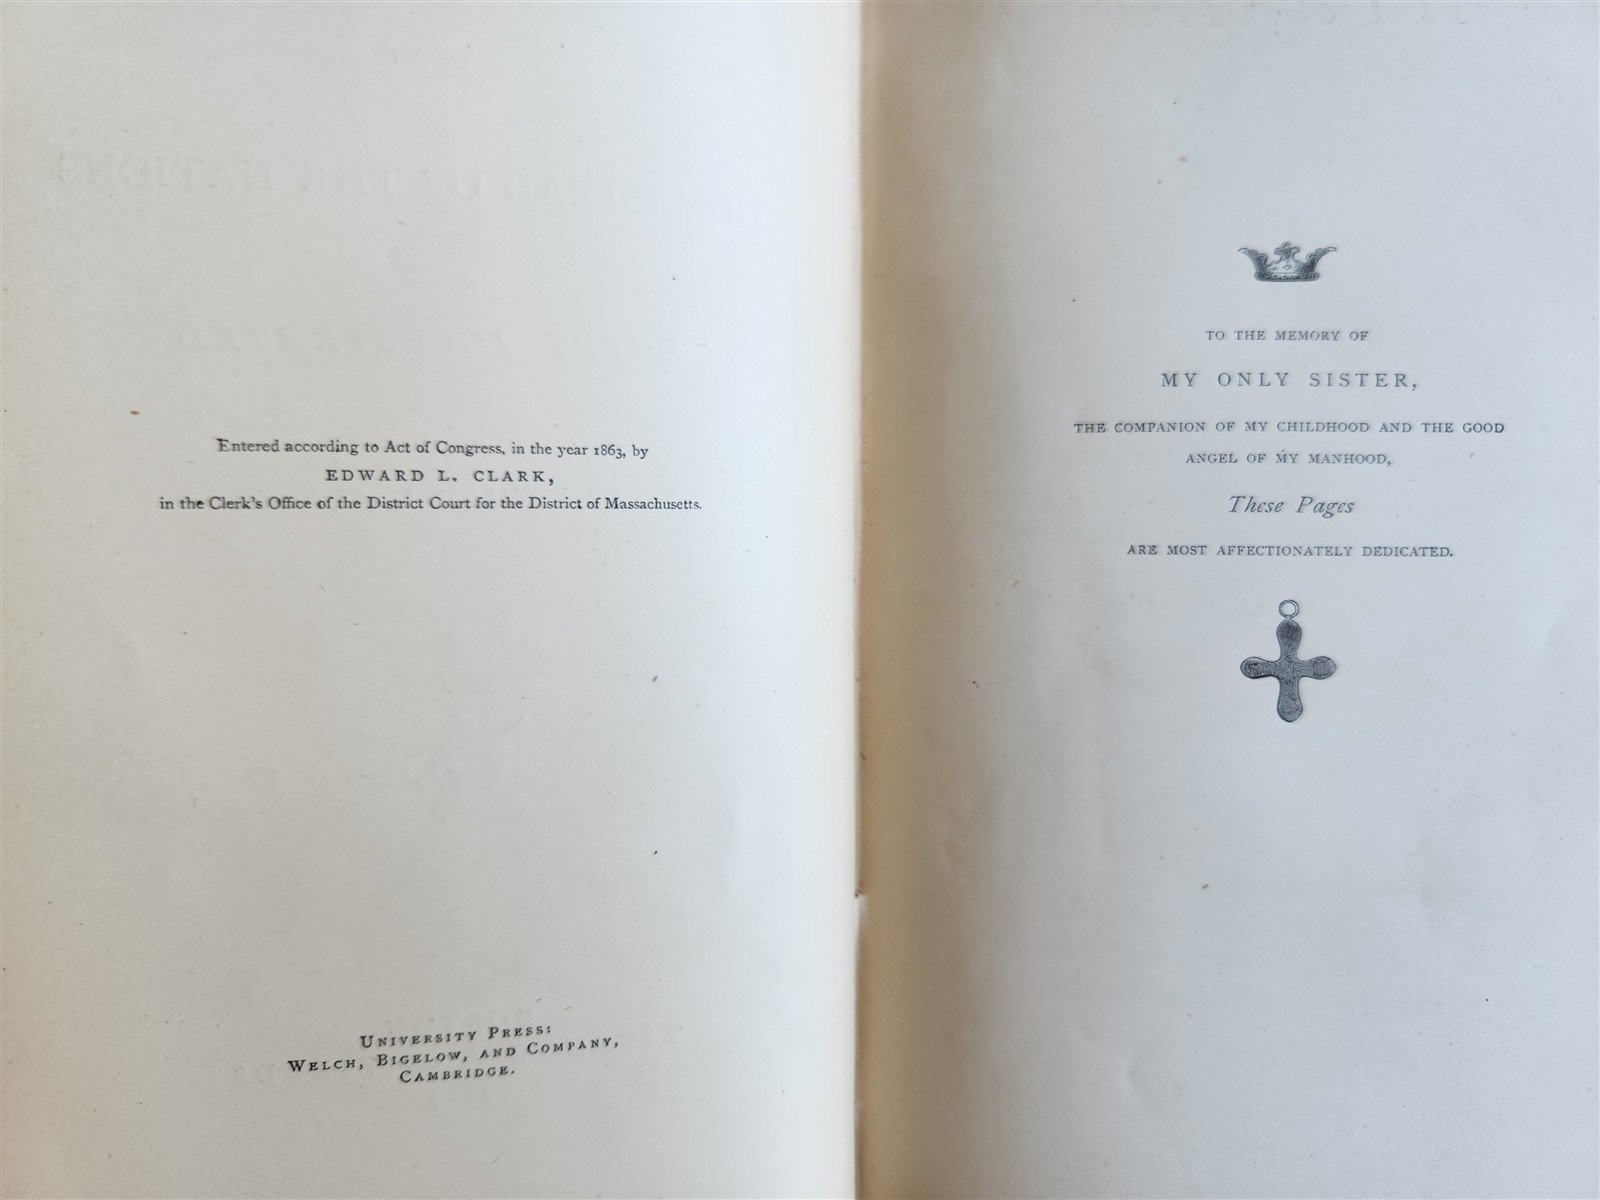 Entered according to Act of Congress, in the year 1863, by
EDWARD L. CLARK,
in the Clerk's Office of the District Court for the District of Massachusetts.
UNIVERSITY PRESS:
WELCH, BIGELOW, AND COMPANY,
CAMBRIDGE.
TO THE MEMORY OF
MY ONLY SISTER,
THE COMPANION OF MY CHILDHOOD AND THE GOOD
ANGEL OF MY MANHOOD,
These Pages
ARE MOST AFFECTIONATELY DEDICATED.